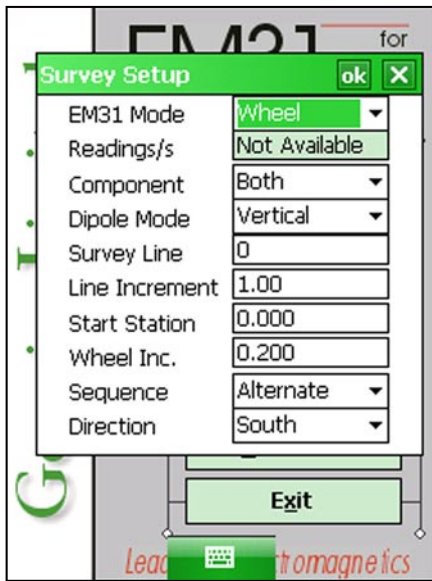 EM31 for
Survey Setup ok
EM31 Mode Wheel
Readings/s Not Available
Component Both
Dipole Mode Vertical
Survey Line 0
Line Increment 1.00
Start Station 0.000
Wheel Inc. 0.200
Sequence Alternate
Direction South
Exit